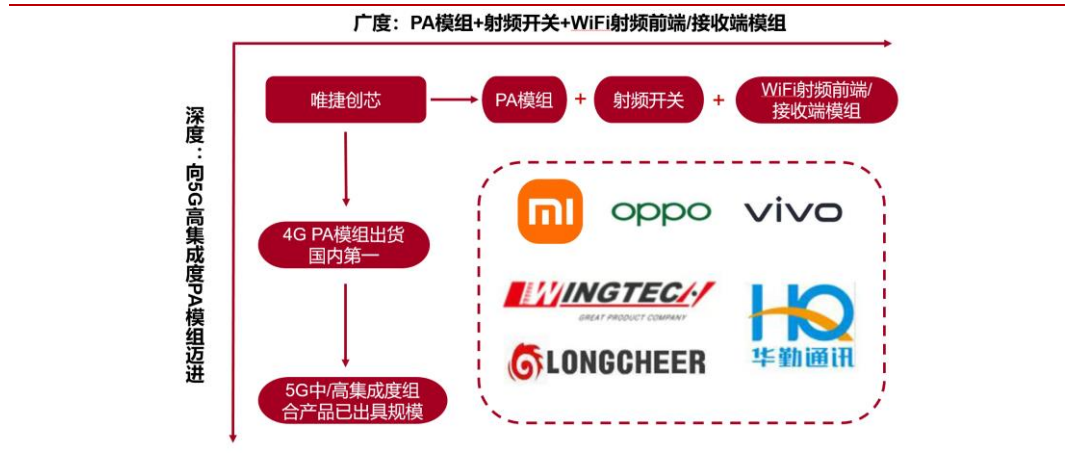 广度：PA模组+射频开关+WiFi射频前端/接收端模组
深度：向5G高集成度PA模组迈进
唯捷创芯
PA模组
+
射频开关
+
WiFi射频前端/
接收端模组
4G PA模组出货
国内第一
5G中/高集成度组
合产品已出具规模
mi
oppo
vivo
WINGTECH
GREAT PRODUCT COMPANY
LONGCHEER
HQ
华勤通讯